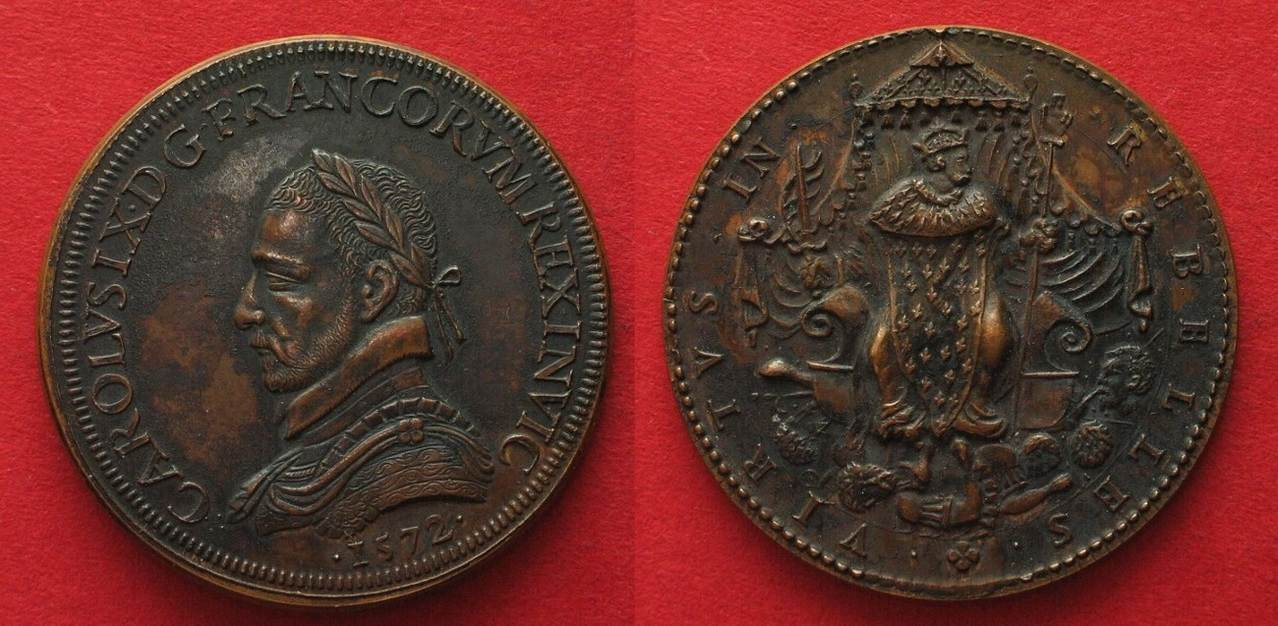 CAROLVS IX·D·G·FRANCORVM REX INVIC
·1572·
VIRTVS IN REBELLES·